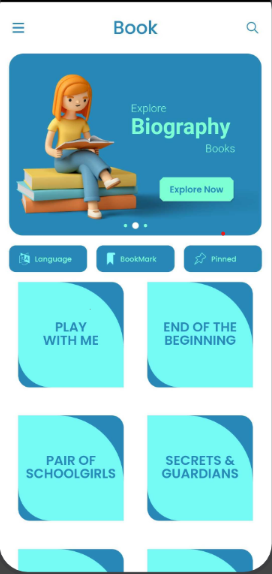 Book
Explore
Biography
Books
Explore Now
Language
BookMark
Pinned
PLAY
WITH ME
END OF THE
BEGINNING
PAIR OF
SCHOOLGIRLS
SECRETS &
GUARDIANS